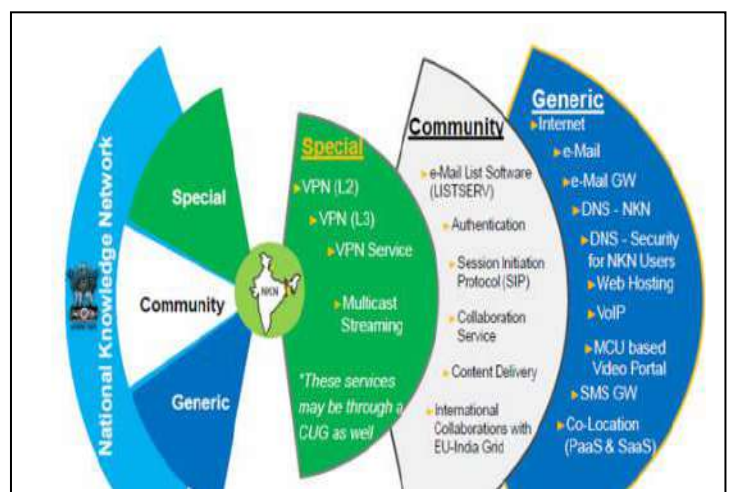 National Knowledge Network
Special
Community
Generic
NKN
Special
VPN (L2)
VPN (L3)
VPN Service
Multicast
Streaming
*These services
may be through a
CUG as well
Community
e-Mail List Software
(LISTSERV)
Authentication
Session Initiation
Protocol (SIP)
Collaboration
Service
Content Delivery
International
Collaborations with
EU-India Grid
Generic
Internet
e-Mail
e-Mail GW
DNS - NKN
DNS - Security
for NKN Users
Web Hosting
VoIP
MCU based
Video Portal
SMS GW
Co-Location
(PaaS & SaaS)